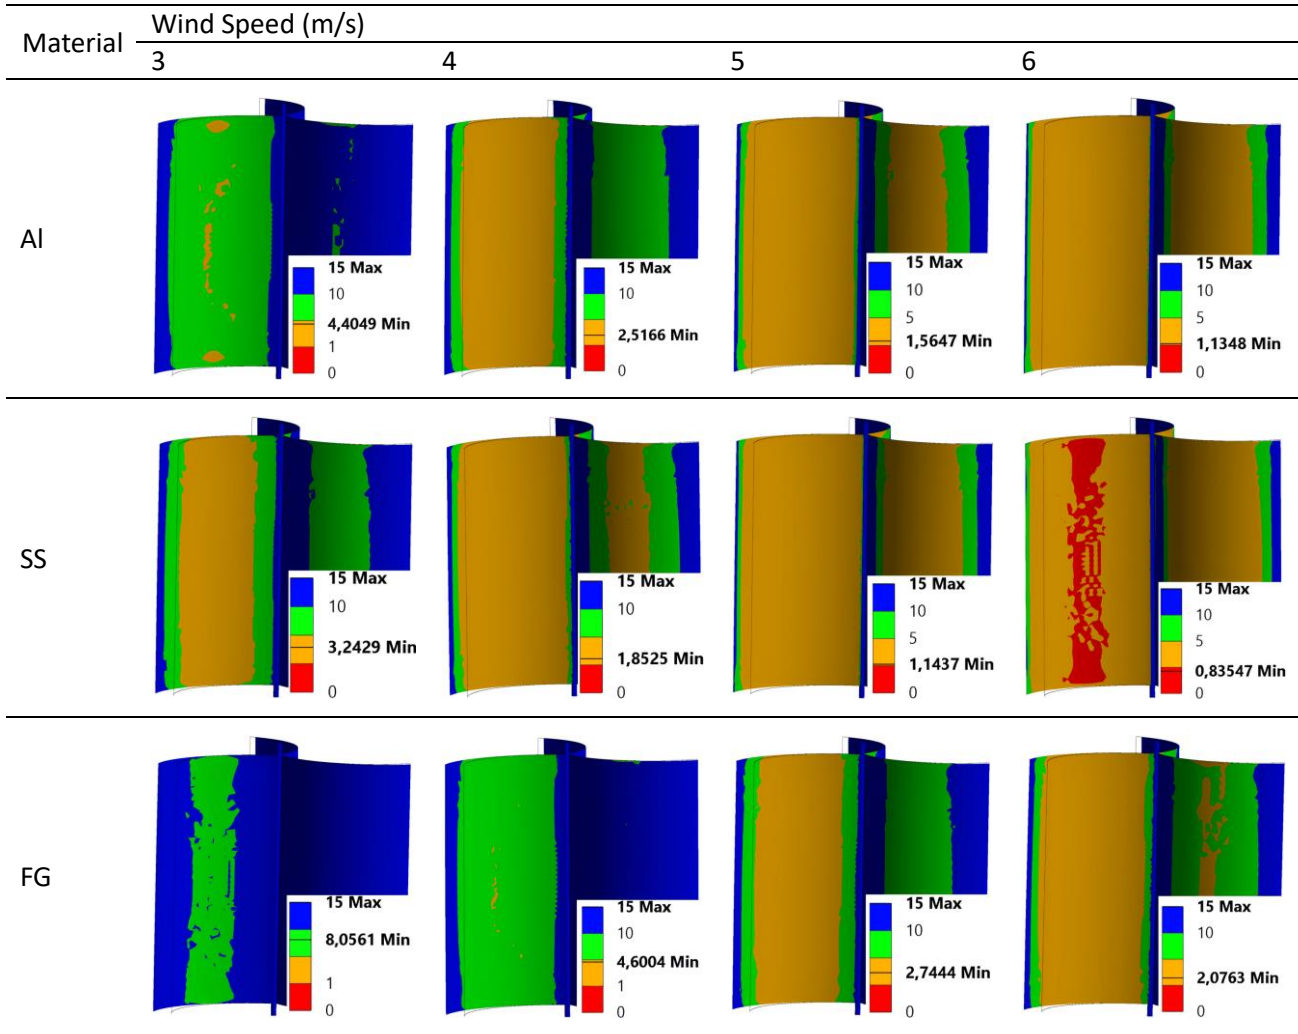 Material
Wind Speed (m/s)
3 4 5 6
Al
15 Max
10
4,4049 Min
1
0
15 Max
10
2,5166 Min
0
15 Max
10
5
1,5647 Min
0
15 Max
10
5
1,1348 Min
0
SS
15 Max
10
3,2429 Min
0
15 Max
10
1,8525 Min
0
15 Max
10
5
1,1437 Min
0
15 Max
10
5
0,83547 Min
0
FG
15 Max
10
8,0561 Min
1
0
15 Max
10
4,6004 Min
1
0
15 Max
10
2,7444 Min
0
15 Max
10
2,0763 Min
0